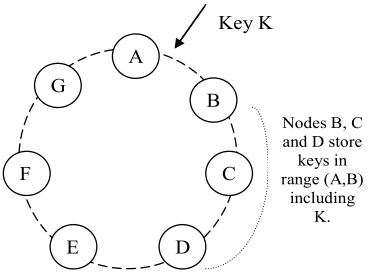 Key K
A
G
B
F
C
E
D
Nodes B, C
and D store
keys in
range (A,B)
including
K.